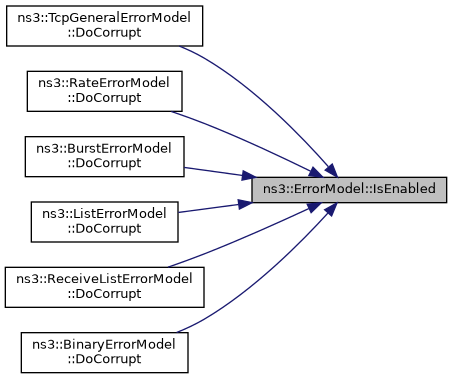 ns3::TcpGeneralErrorModel
::DoCorrupt
ns3::RateErrorModel
::DoCorrupt
ns3::BurstErrorModel
::DoCorrupt
ns3::ErrorModel::IsEnabled
ns3::ListErrorModel
::DoCorrupt
ns3::ReceiveListErrorModel
::DoCorrupt
ns3::BinaryErrorModel
::DoCorrupt